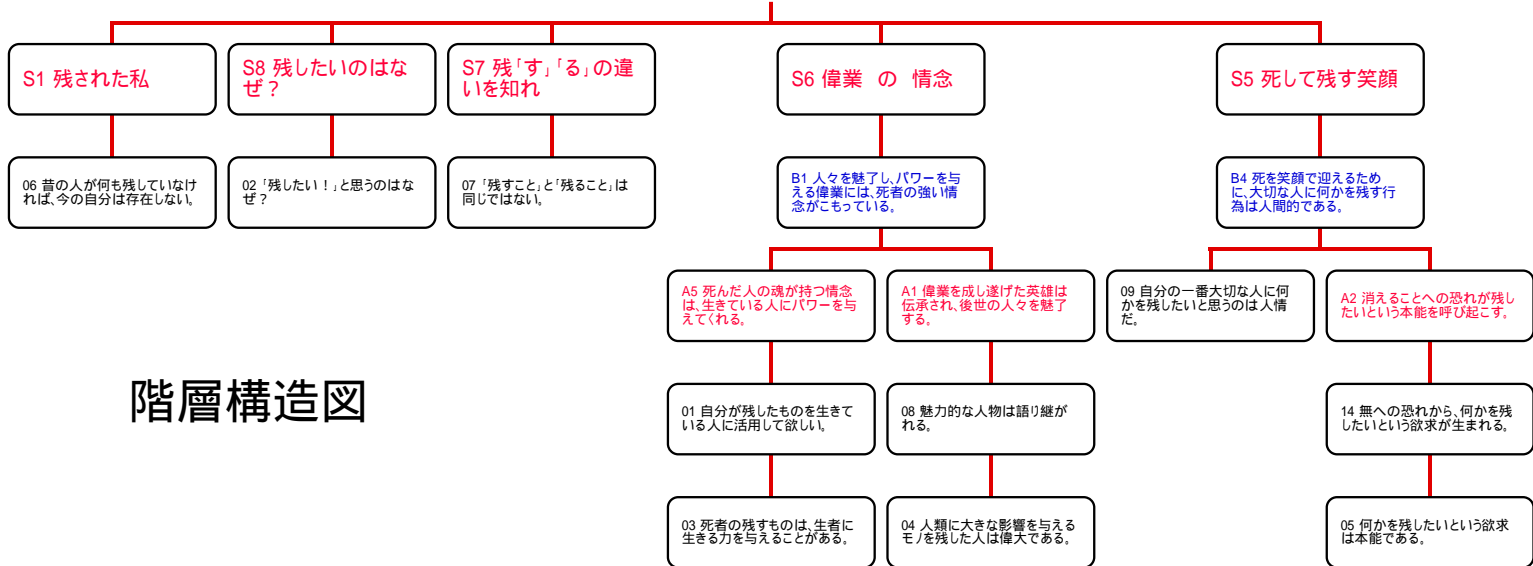 S1 残された私
S8 残したいのはな
ぜ?
S7 残「す」「る」の違
いを知れ
S6 偉業 の 情念
S5 死して残す笑顔
06 昔の人が何も残していなけ
れば、今の自分は存在しない。
02 「残したい!」と思うのはな
ぜ?
07 「残すこと」と「残ること」は
同じではない。
B1 人々を魅了し、パワーを与
える偉業には、死者の強い情
念がこもっている。
B4 死を笑顔で迎えるため
に、大切な人に何かを残す行
為は人間的である。
A5 死んだ人の魂が持つ情念
は、生きている人にパワーを与
えてくれる。
A1 偉業を成し遂げた英雄は
伝承され、後世の人々を魅了
する。
09 自分の一番大切な人に何
かを残したいと思うのは人情
だ。
A2 消えることへの恐れが残し
たいという本能を呼び起こす。
階層構造図
01 自分が残したものを生きて
いる人に活用して欲しい。
08 魅力的な人物は語り継が
れる。
14 無への恐れから、何かを残
したいという欲求が生まれる。
03 死者の残すものは、生者に
生きる力を与えることがある。
04 人類に大きな影響を与える
モノを残した人は偉大である。
05 何かを残したいという欲求
は本能である。